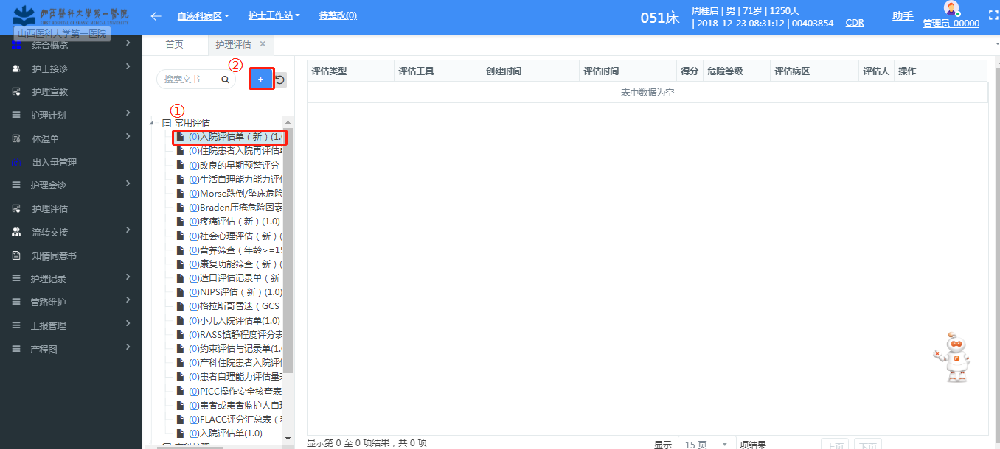 山西医科大学第一医院
FIRST HOSPITAL OF SHANXI MEDICAL UNIVERSITY
山西医科大学第一医院
血液科病区 护士工作站 待整改(0)
051床
周桂启 | 男 | 71岁 | 1250天
| 2018-12-23 08:31:12 | 00403854 CDR
助手
管理员-00000
综合概览
护士接诊
护理宣教
护理计划
体温单
出入量管理
护理会诊
护理评估
流转交接
知情同意书
护理记录
管路维护
上报管理
产程图
首页 护理评估 ×
搜索文书
② +
①
常用评估
(0)入院评估单（新）(1.
(0)住院患者入院再评估
(0)改良的早期预警评分
(0)生活自理能力能力评
(0)Morse跌倒/坠床危险
(0)Braden压疮危险因素
(0)疼痛评估（新）(1.0)
(0)社会心理评估（新）(
(0)营养筛查（年龄>=1
(0)康复功能筛查（新）(
(0)造口评估记录单（新
(0)NIPS评估（新）(1.0)
(0)格拉斯哥昏迷（GCS
(0)小儿入院评估单(1.0)
(0)RASS镇静程度评分表
(0)约束评估与记录单(1.
(0)产科住院患者入院评
(0)患者自理能力评估量
(0)PICC操作安全核查表
(0)患者或患者监护人自
(0)FLACC评分汇总表（
(0)入院评估单(1.0)
产科护理
评估类型 评估工具 创建时间 评估时间 得分 危险等级 评估病区 评估人 操作
表中数据为空
显示第 0 至 0 项结果，共 0 项
显示 15 页 项结果
上页 下页